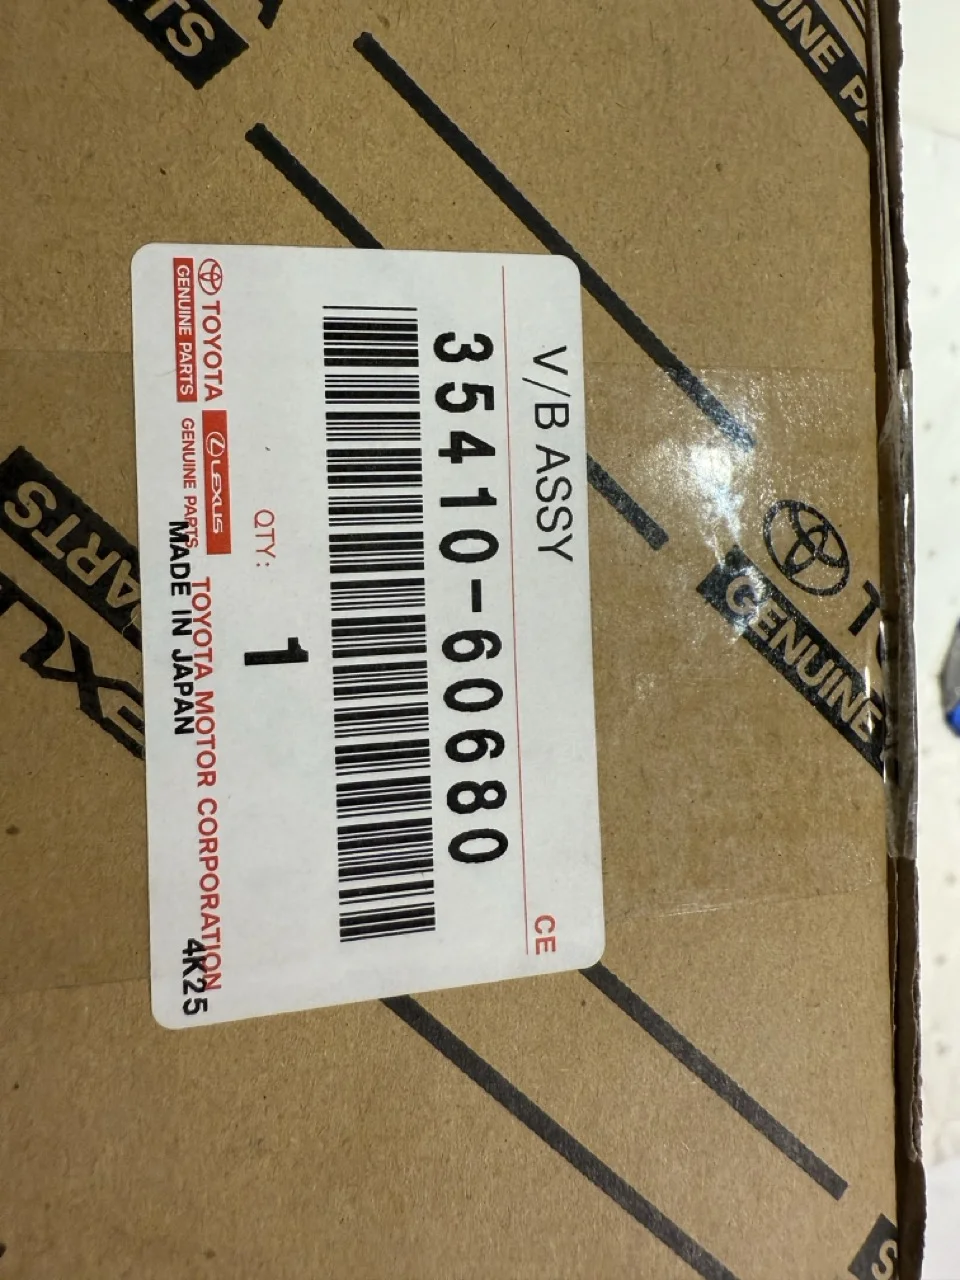 V/B ASSY
CE
35410-60680
QTY:
1
TOYOTA
GENUINE PARTS
LEXUS
GENUINE PARTS
TOYOTA MOTOR CORPORATION
MADE IN JAPAN
4K25
GENUINE
PARTS